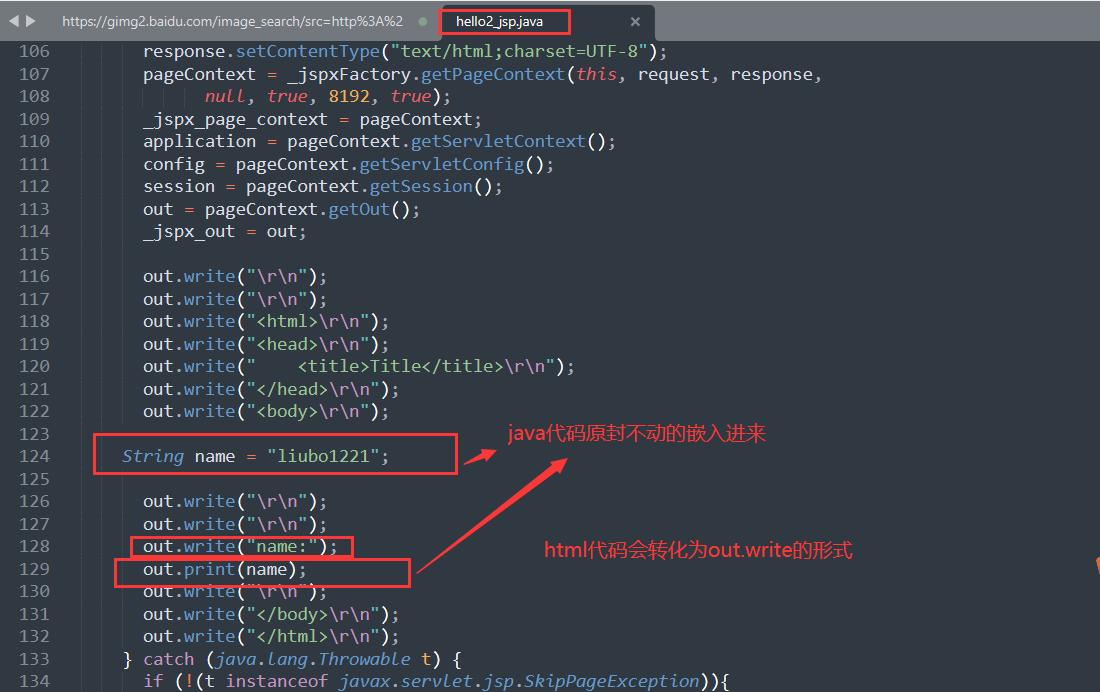 https://gimg2.baidu.com/image_search/src=http%3A%2
hello2_jsp.java
106 response.setContentType("text/html;charset=UTF-8");
107 pageContext = _jspxFactory.getPageContext(this, request, response,
108 null, true, 8192, true);
109 _jspx_page_context = pageContext;
110 application = pageContext.getServletContext();
111 config = pageContext.getServletConfig();
112 session = pageContext.getSession();
113 out = pageContext.getOut();
114 _jspx_out = out;
115
116 out.write("\r\n");
117 out.write("\r\n");
118 out.write("<html>\r\n");
119 out.write("<head>\r\n");
120 out.write("    <title>Title</title>\r\n");
121 out.write("</head>\r\n");
122 out.write("<body>\r\n");
123
java代码原封不动的嵌入进来
124 String name = "liubo1221";
125
126 out.write("\r\n");
127 out.write("\r\n");
128 out.write("name:");
html代码会转化为out.write的形式
129 out.print(name);
130 out.write("\r\n");
131 out.write("</body>\r\n");
132 out.write("</html>\r\n");
133 } catch (java.lang.Throwable t) {
134 if (!(t instanceof javax.servlet.jsp.SkipPageException)){